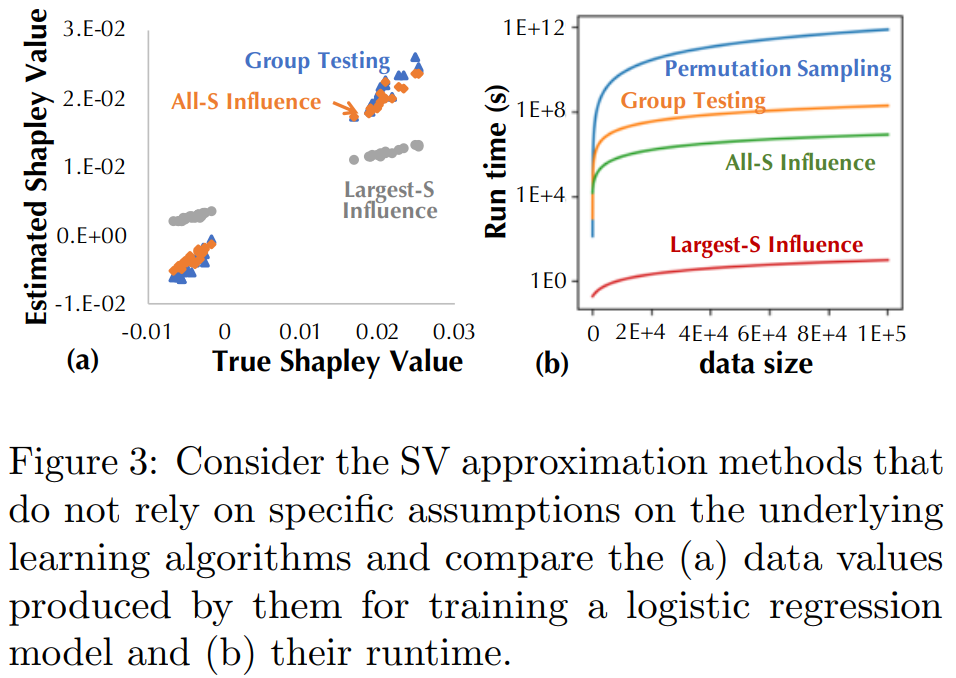 3.E-02
2.E-02
1.E-02
0.E+00
-1.E-02
Estimated Shapley Value
Group Testing
All-S Influence
Largest-S
Influence
-0.01 0 0.01 0.02 0.03
(a) True Shapley Value
1E+12
1E+8
1E+4
1E0
Run time (s)
Permutation Sampling
Group Testing
All-S Influence
Largest-S Influence
0 2E+4 4E+4 6E+4 8E+4 1E+5
(b) data size
Figure 3: Consider the SV approximation methods that
do not rely on specific assumptions on the underlying
learning algorithms and compare the (a) data values
produced by them for training a logistic regression
model and (b) their runtime.